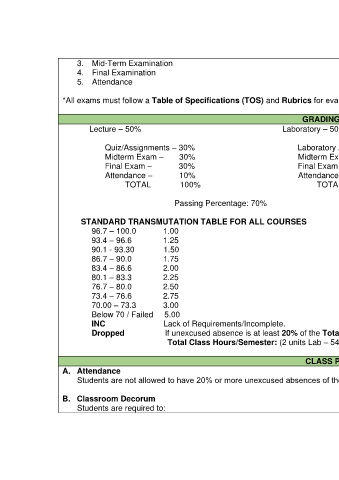 3. Mid-Term Examination
4. Final Examination
5. Attendance
*All exams must follow a Table of Specifications (TOS) and Rubrics for eva
GRADING
Lecture – 50% Laboratory – 50
Quiz/Assignments – 30% Laboratory
Midterm Exam – 30% Midterm Ex
Final Exam – 30% Final Exam
Attendance – 10% Attendance
TOTAL 100% TOTA
Passing Percentage: 70%
STANDARD TRANSMUTATION TABLE FOR ALL COURSES
96.7 – 100.0 1.00
93.4 – 96.6 1.25
90.1 - 93.30 1.50
86.7 – 90.0 1.75
83.4 – 86.6 2.00
80.1 – 83.3 2.25
76.7 – 80.0 2.50
73.4 – 76.6 2.75
70.00 – 73.3 3.00
Below 70 / Failed 5.00
INC Lack of Requirements/Incomplete.
Dropped If unexcused absence is at least 20% of the Tota
Total Class Hours/Semester: (2 units Lab – 54
CLASS P
A. Attendance
Students are not allowed to have 20% or more unexcused absences of th
B. Classroom Decorum
Students are required to: